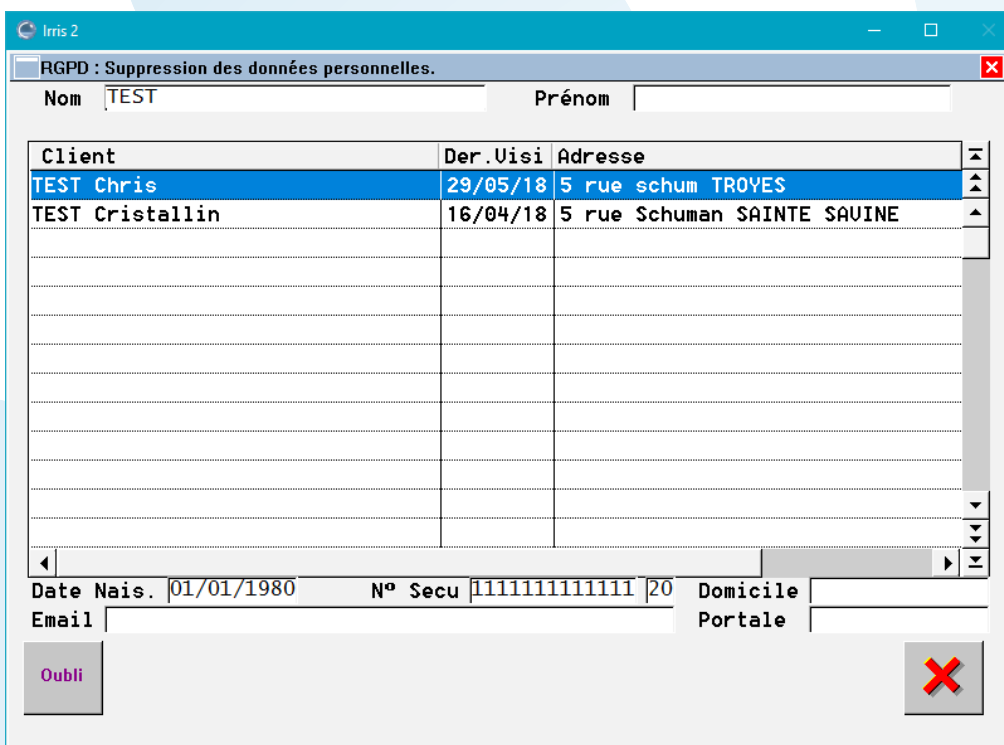 Irris 2
RGPD : Suppression des données personnelles.
Nom TEST Prénom
Client Der.Visi Adresse
TEST Chris 29/05/18 5 rue schum TROYES
TEST Cristallin 16/04/18 5 rue Schuman SAINTE SAVINE
Date Nais. 01/01/1980 Nº Secu 1111111111111 20 Domicile
Email Portale
Oubli